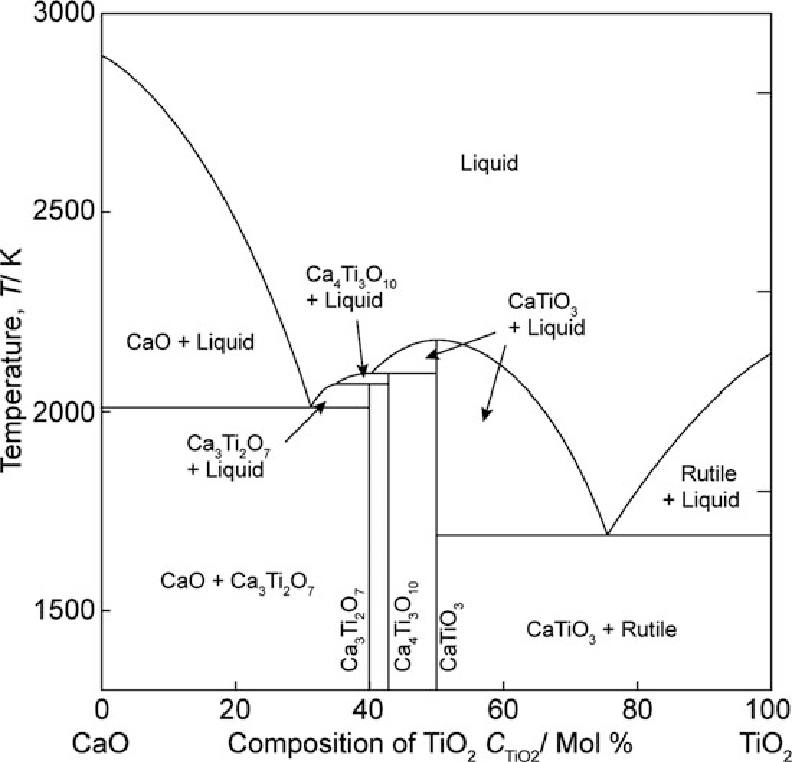 3000
2500
2000
1500
Temperature, T/ K
Liquid
Ca₄Ti₃O₁₀
+ Liquid
CaTiO₃
+ Liquid
CaO + Liquid
Ca₃Ti₂O₇
+ Liquid
Rutile
+ Liquid
CaO + Ca₃Ti₂O₇
Ca₃Ti₂O₇
Ca₄Ti₃O₁₀
CaTiO₃
CaTiO₃ + Rutile
0 20 40 60 80 100
CaO Composition of TiO₂ C_TiO2/ Mol % TiO₂